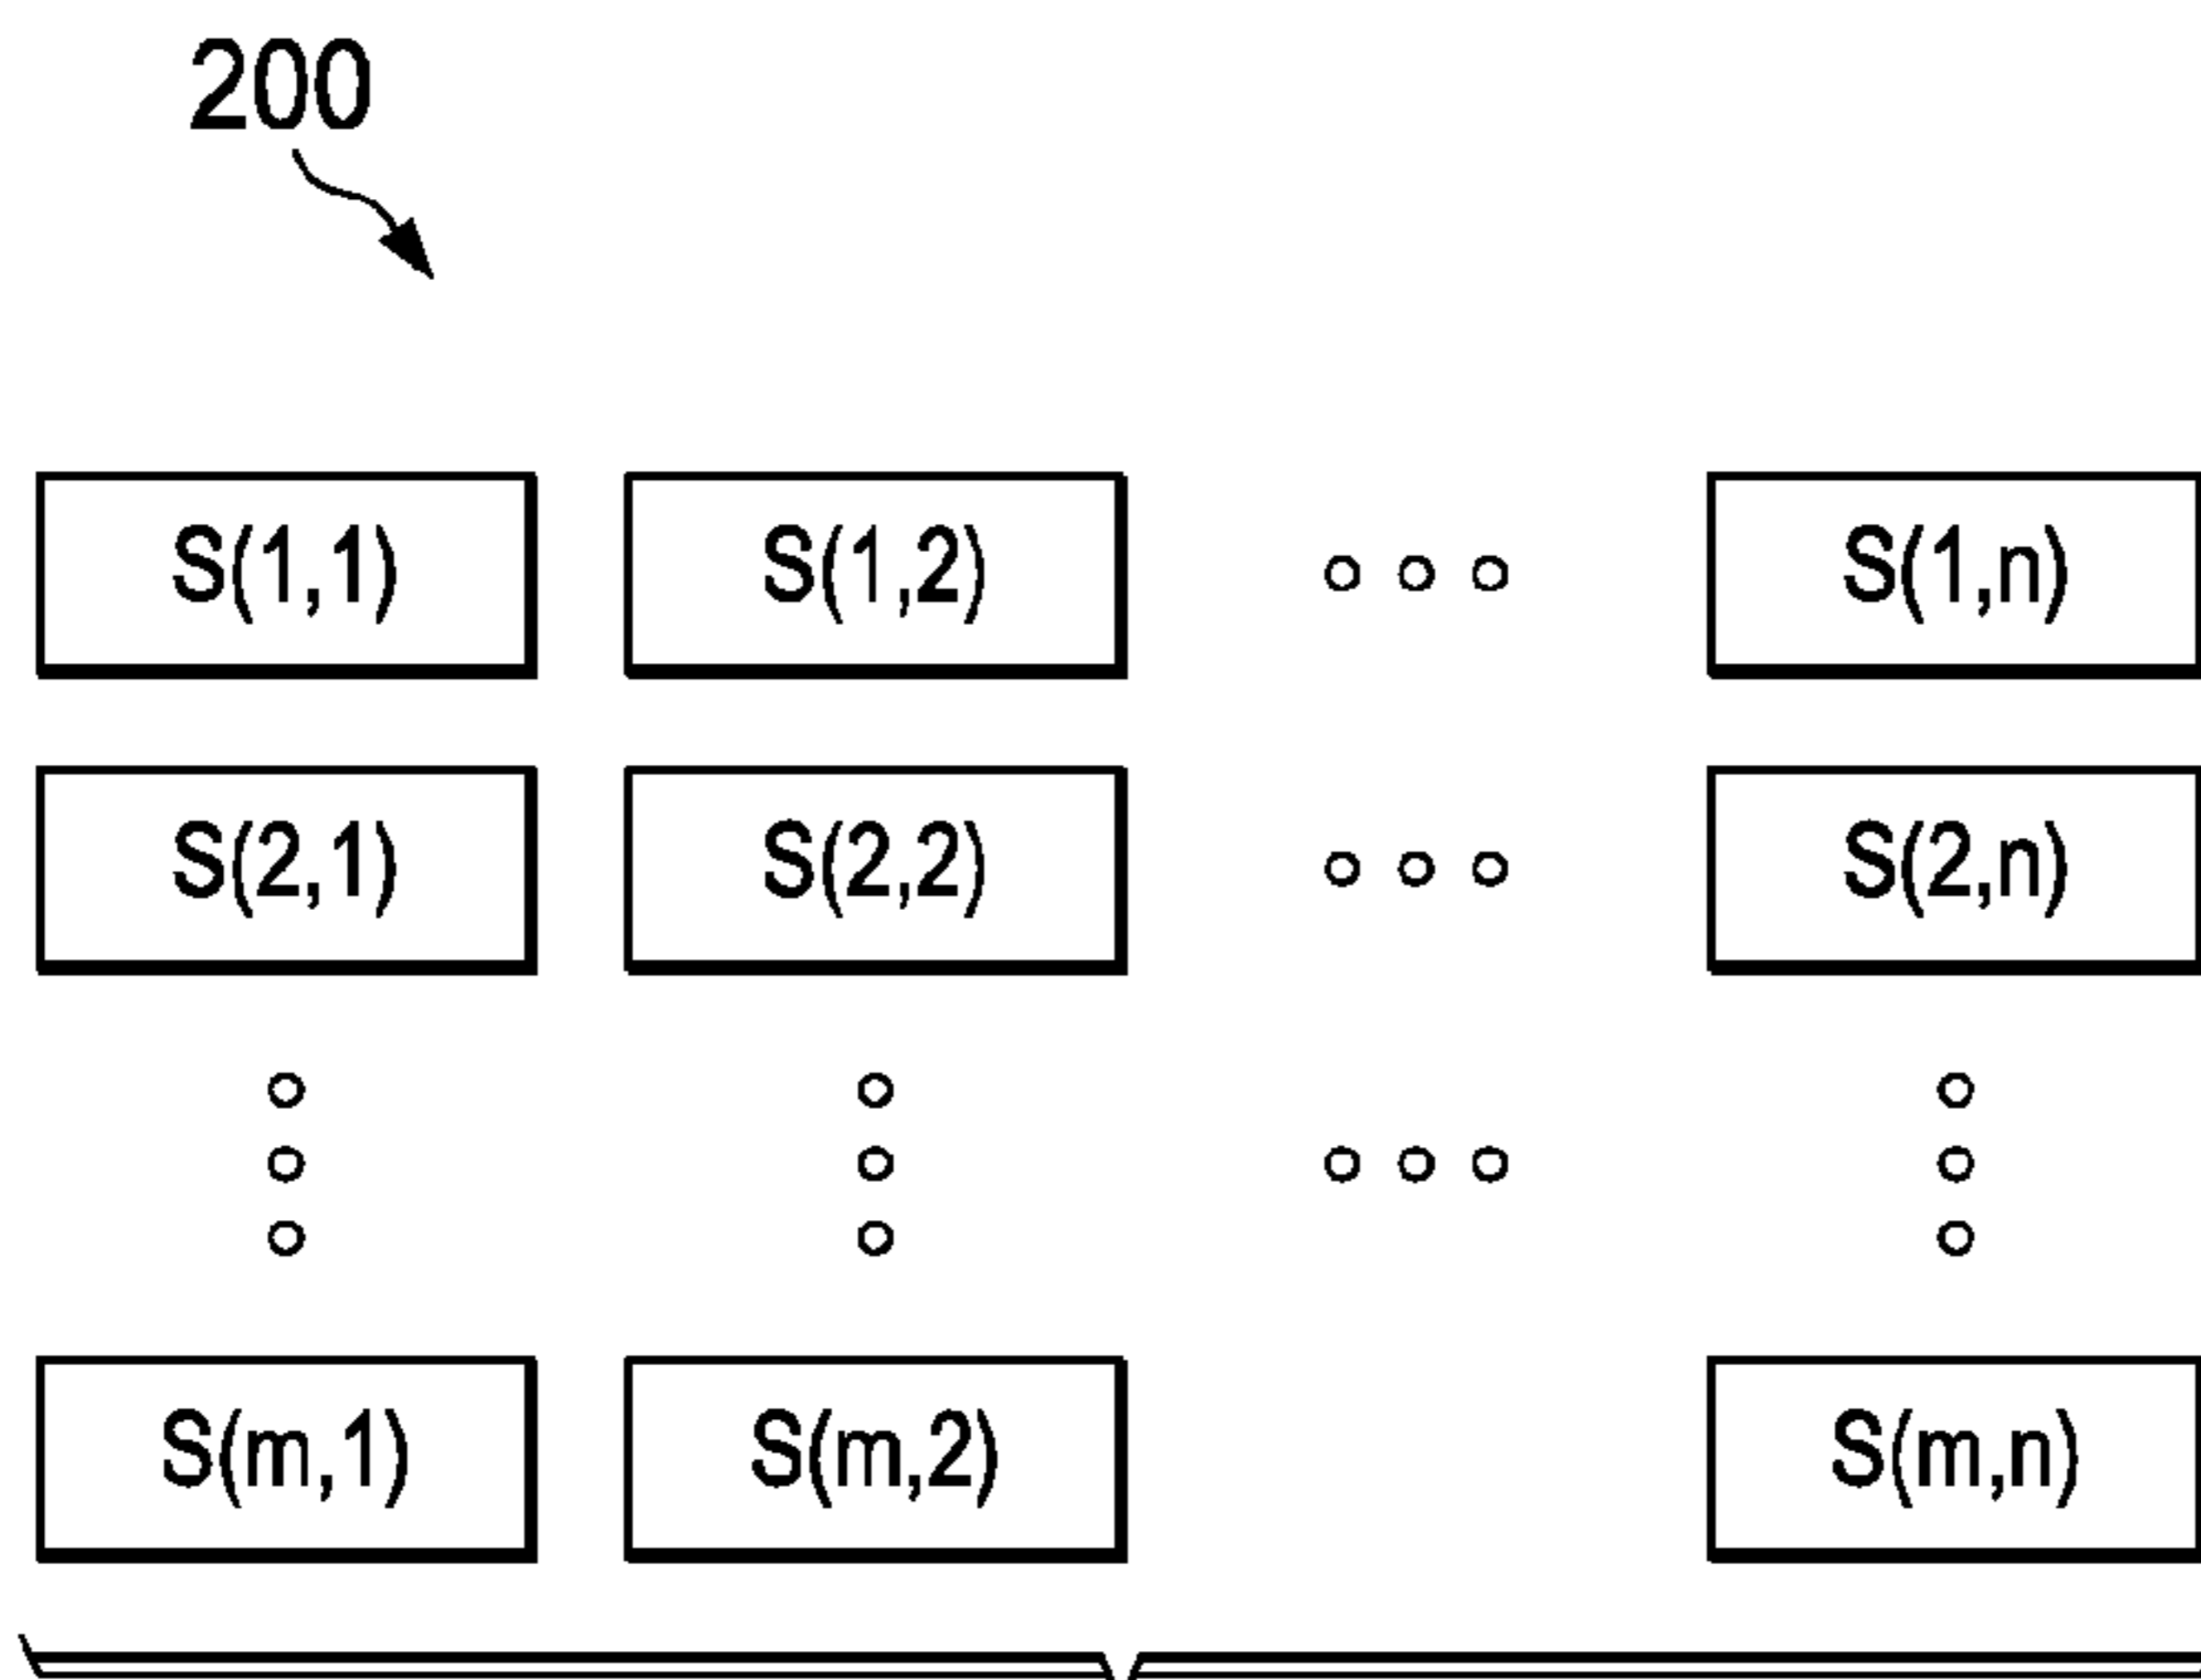 200
S(1,1) S(1,2) S(1,n)
S(2,1) S(2,2) S(2,n)
S(m,1) S(m,2) S(m,n)